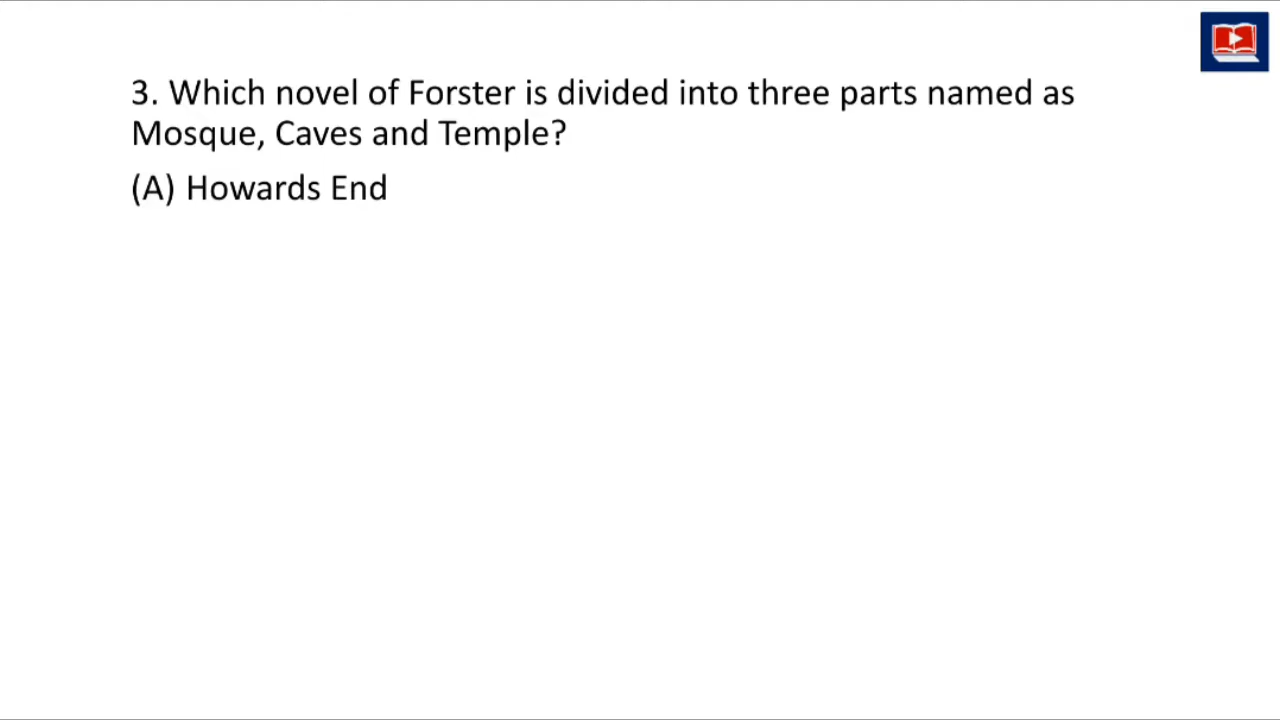 3. Which novel of Forster is divided into three parts named as
Mosque, Caves and Temple?
(A) Howards End